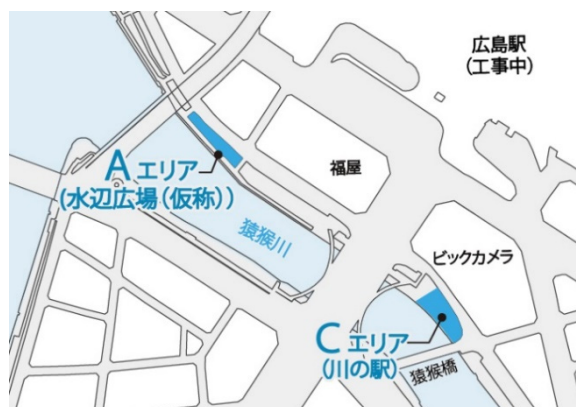 広島駅
(工事中)
Aエリア
(水辺広場(仮称))
福屋
猿猴川
ビックカメラ
Cエリア
(川の駅)
猿猴橋